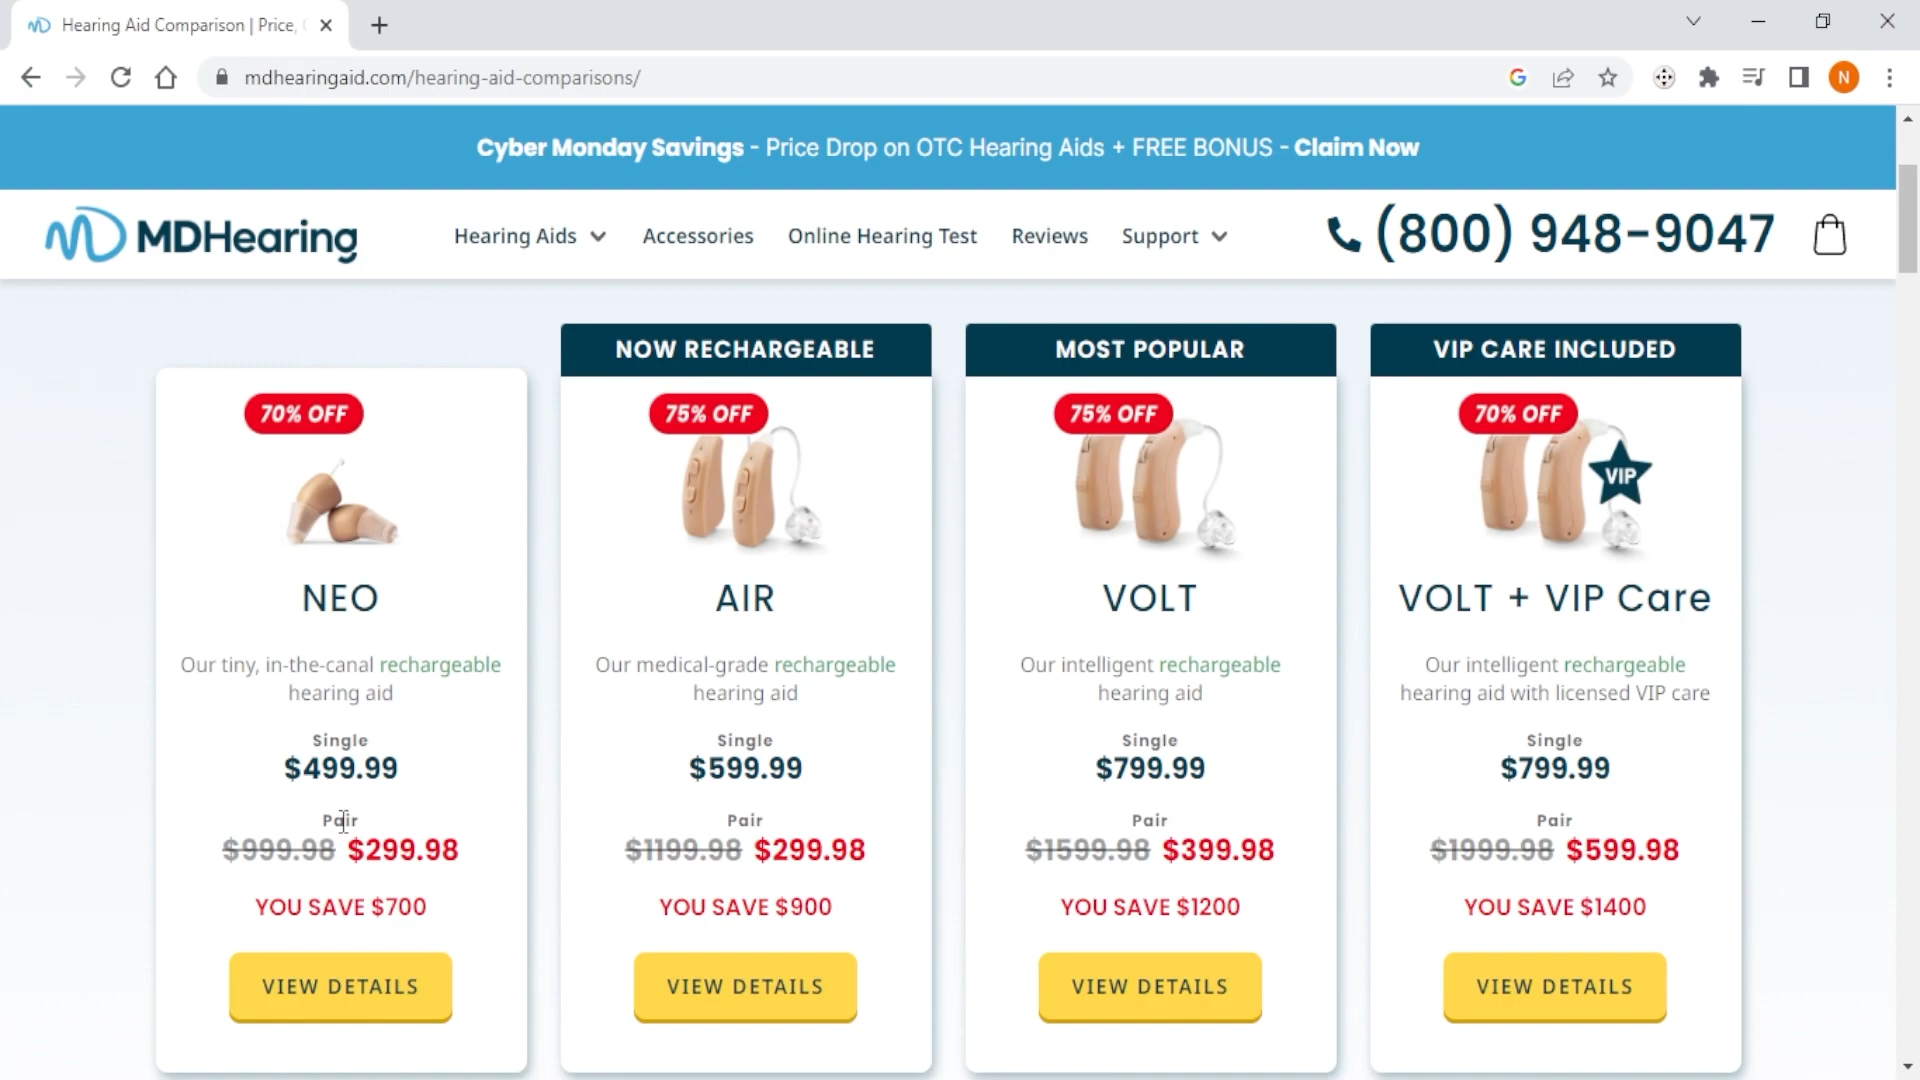 Hearing Aid Comparison | Price,
mdhearingaid.com/hearing-aid-comparisons/
N
Cyber Monday Savings - Price Drop on OTC Hearing Aids + FREE BONUS - Claim Now
MDHearing
Hearing Aids
Accessories
Online Hearing Test
Reviews
Support
(800) 948-9047
70% OFF
NEO
Our tiny, in-the-canal rechargeable
hearing aid
Single
$499.99
Pair
$999.98 $299.98
YOU SAVE $700
VIEW DETAILS
NOW RECHARGEABLE
75% OFF
AIR
Our medical-grade rechargeable
hearing aid
Single
$599.99
Pair
$1199.98 $299.98
YOU SAVE $900
VIEW DETAILS
MOST POPULAR
75% OFF
VOLT
Our intelligent rechargeable
hearing aid
Single
$799.99
Pair
$1599.98 $399.98
YOU SAVE $1200
VIEW DETAILS
VIP CARE INCLUDED
70% OFF
VIP
VOLT + VIP Care
Our intelligent rechargeable
hearing aid with licensed VIP care
Single
$799.99
Pair
$1999.98 $599.98
YOU SAVE $1400
VIEW DETAILS